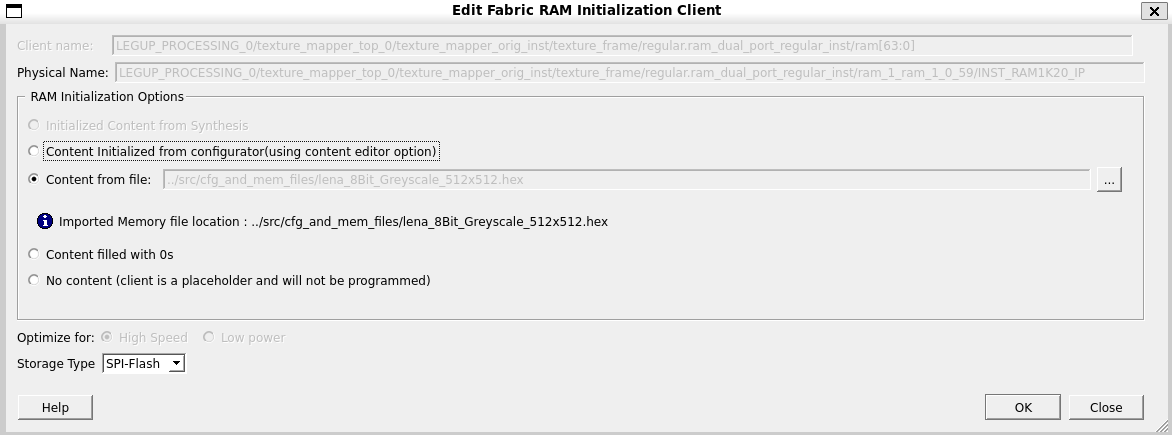 Edit Fabric RAM Initialization Client
Client name: LEGUP_PROCESSING_0/texture_mapper_top_0/texture_mapper_orig_inst/texture_frame/regular.ram_dual_port_regular_inst/ram[63:0]
Physical Name: LEGUP_PROCESSING_0/texture_mapper_top_0/texture_mapper_orig_inst/texture_frame/regular.ram_dual_port_regular_inst/ram_1_ram_1_0_59/INST_RAM1K20_IP
RAM Initialization Options
Initialized Content from Synthesis
Content Initialized from configurator(using content editor option)
Content from file: ../src/cfg_and_mem_files/lena_8Bit_Greyscale_512x512.hex ...
Imported Memory file location : ../src/cfg_and_mem_files/lena_8Bit_Greyscale_512x512.hex
Content filled with 0s
No content (client is a placeholder and will not be programmed)
Optimize for: High Speed Low power
Storage Type SPI-Flash
Help OK Close